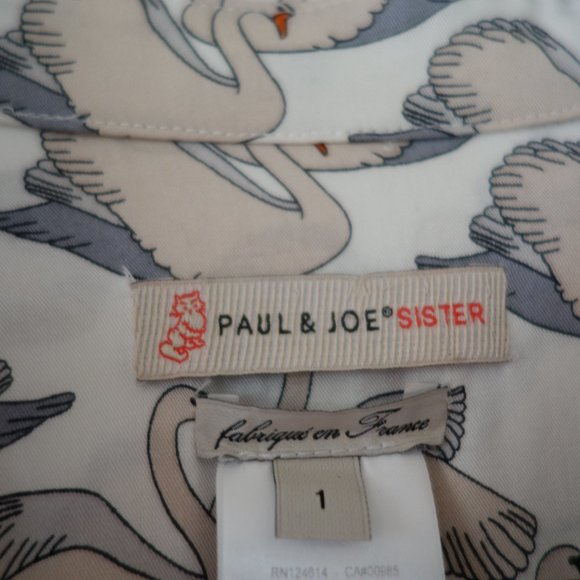 PAUL & JOE® SISTER
fabriqué en France
1
RN124614 - CA#00985